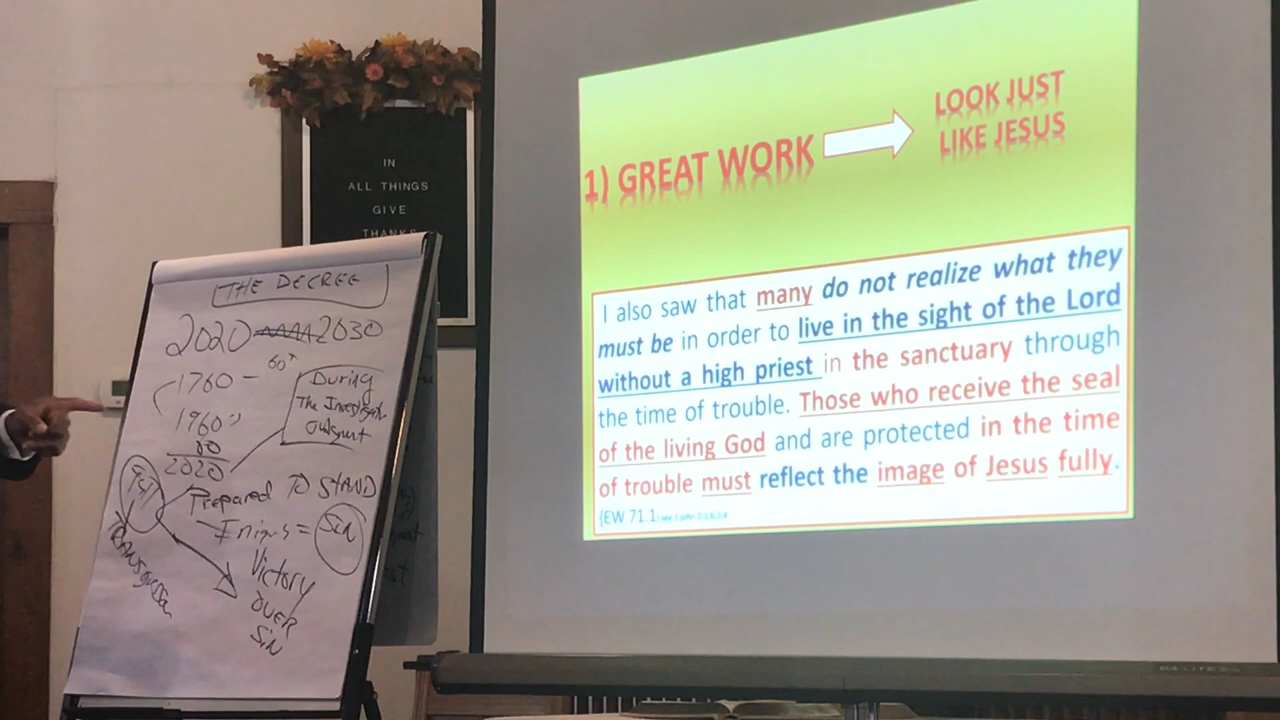 IN
ALL THINGS
GIVE
THANKS
THE DECREE
2020 2030
60
1760 –
1960
60
2020
During
The
Prepared TO STAND
= Sin
Victory
OVER
SiN
1) GREAT WORK
LOOK JUST
LIKE JESUS
I also saw that many do not realize what they
must be in order to live in the sight of the Lord
without a high priest in the sanctuary through
the time of trouble. Those who receive the seal
of the living God and are protected in the time
of trouble must reflect the image of Jesus fully.
{EW 71.1
DA-LITE